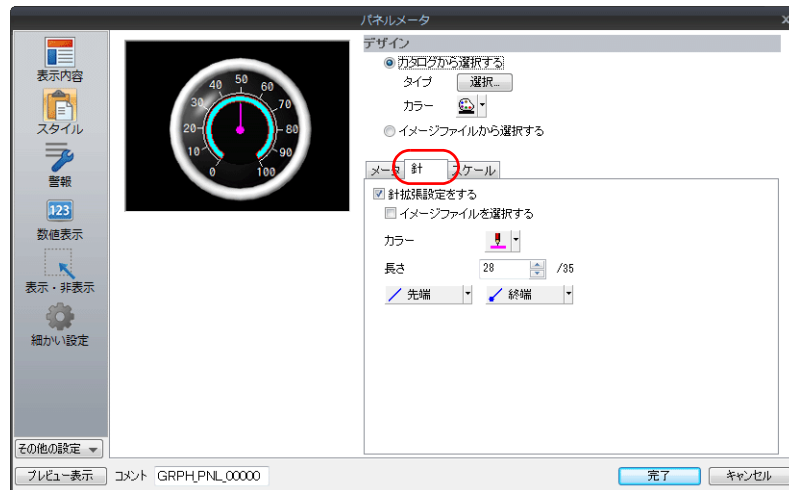 パネルメータ
x
表示内容
スタイル
警報
123
数値表示
表示・非表示
細かい設定
その他の設定
0 10 20 30 40 50 60 70 80 90 100
デザイン
カタログから選択する
タイプ 選択...
カラー
イメージファイルから選択する
メータ 針 スケール
針拡張設定をする
イメージファイルを選択する
カラー
長さ 28 /35
先端 終端
プレビュー表示 コメント GRPH_PNL_00000 完了 キャンセル